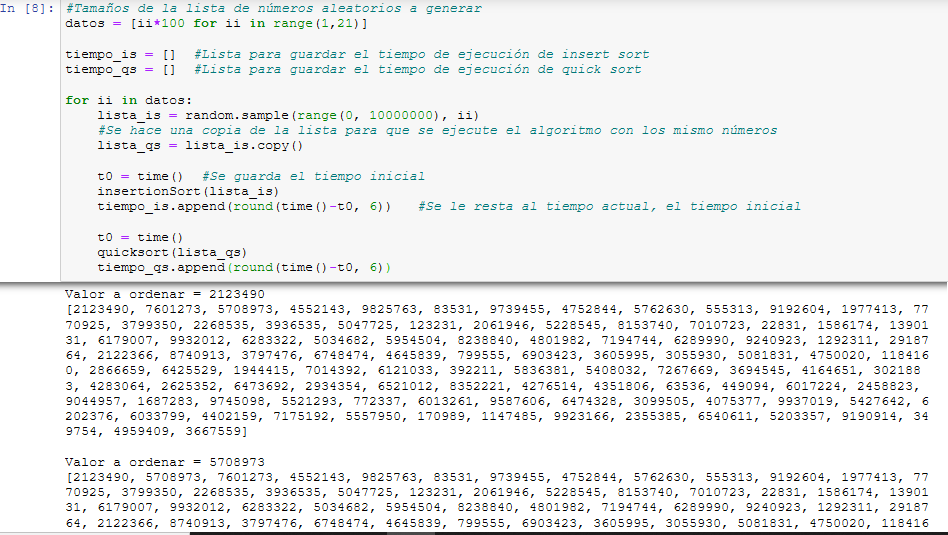 In [8]: #Tamaños de la lista de números aleatorios a generar
datos = [ii*100 for ii in range(1,21)]
tiempo_is = []  #Lista para guardar el tiempo de ejecución de insert sort
tiempo_qs = []  #Lista para guardar el tiempo de ejecución de quick sort
for ii in datos:
    lista_is = random.sample(range(0, 10000000), ii)
    #Se hace una copia de la lista para que se ejecute el algoritmo con los mismo números
    lista_qs = lista_is.copy()
    t0 = time()  #Se guarda el tiempo inicial
    insertionSort(lista_is)
    tiempo_is.append(round(time()-t0, 6))   #Se le resta al tiempo actual, el tiempo inicial
    t0 = time()
    quicksort(lista_qs)
    tiempo_qs.append(round(time()-t0, 6))
Valor a ordenar = 2123490
[2123490, 7601273, 5708973, 4552143, 9825763, 83531, 9739455, 4752844, 5762630, 555313, 9192604, 1977413, 77
70925, 3799350, 2268535, 3936535, 5047725, 123231, 2061946, 5228545, 8153740, 7010723, 22831, 1586174, 13901
31, 6179007, 9932012, 6283322, 5034682, 5954504, 8238840, 4801982, 7194744, 6289990, 9240923, 1292311, 29187
64, 2122366, 8740913, 3797476, 6748474, 4645839, 799555, 6903423, 3605995, 3055930, 5081831, 4750020, 118416
0, 2866659, 6425529, 1944415, 7014392, 6121033, 392211, 5836381, 5408032, 7267669, 3694545, 4164651, 302188
3, 4283064, 2625352, 6473692, 2934354, 6521012, 8352221, 4276514, 4351806, 63536, 449094, 6017224, 2458823,
9044957, 1687283, 9745098, 5521293, 772337, 6013261, 9587606, 6474328, 3099505, 4075377, 9937019, 5427642, 6
202376, 6033799, 4402159, 7175192, 5557950, 170989, 1147485, 9923166, 2355385, 6540611, 5203357, 9190914, 34
9754, 4959409, 3667559]
Valor a ordenar = 5708973
[2123490, 5708973, 7601273, 4552143, 9825763, 83531, 9739455, 4752844, 5762630, 555313, 9192604, 1977413, 77
70925, 3799350, 2268535, 3936535, 5047725, 123231, 2061946, 5228545, 8153740, 7010723, 22831, 1586174, 13901
31, 6179007, 9932012, 6283322, 5034682, 5954504, 8238840, 4801982, 7194744, 6289990, 9240923, 1292311, 29187
64, 2122366, 8740913, 3797476, 6748474, 4645839, 799555, 6903423, 3605995, 3055930, 5081831, 4750020, 118416